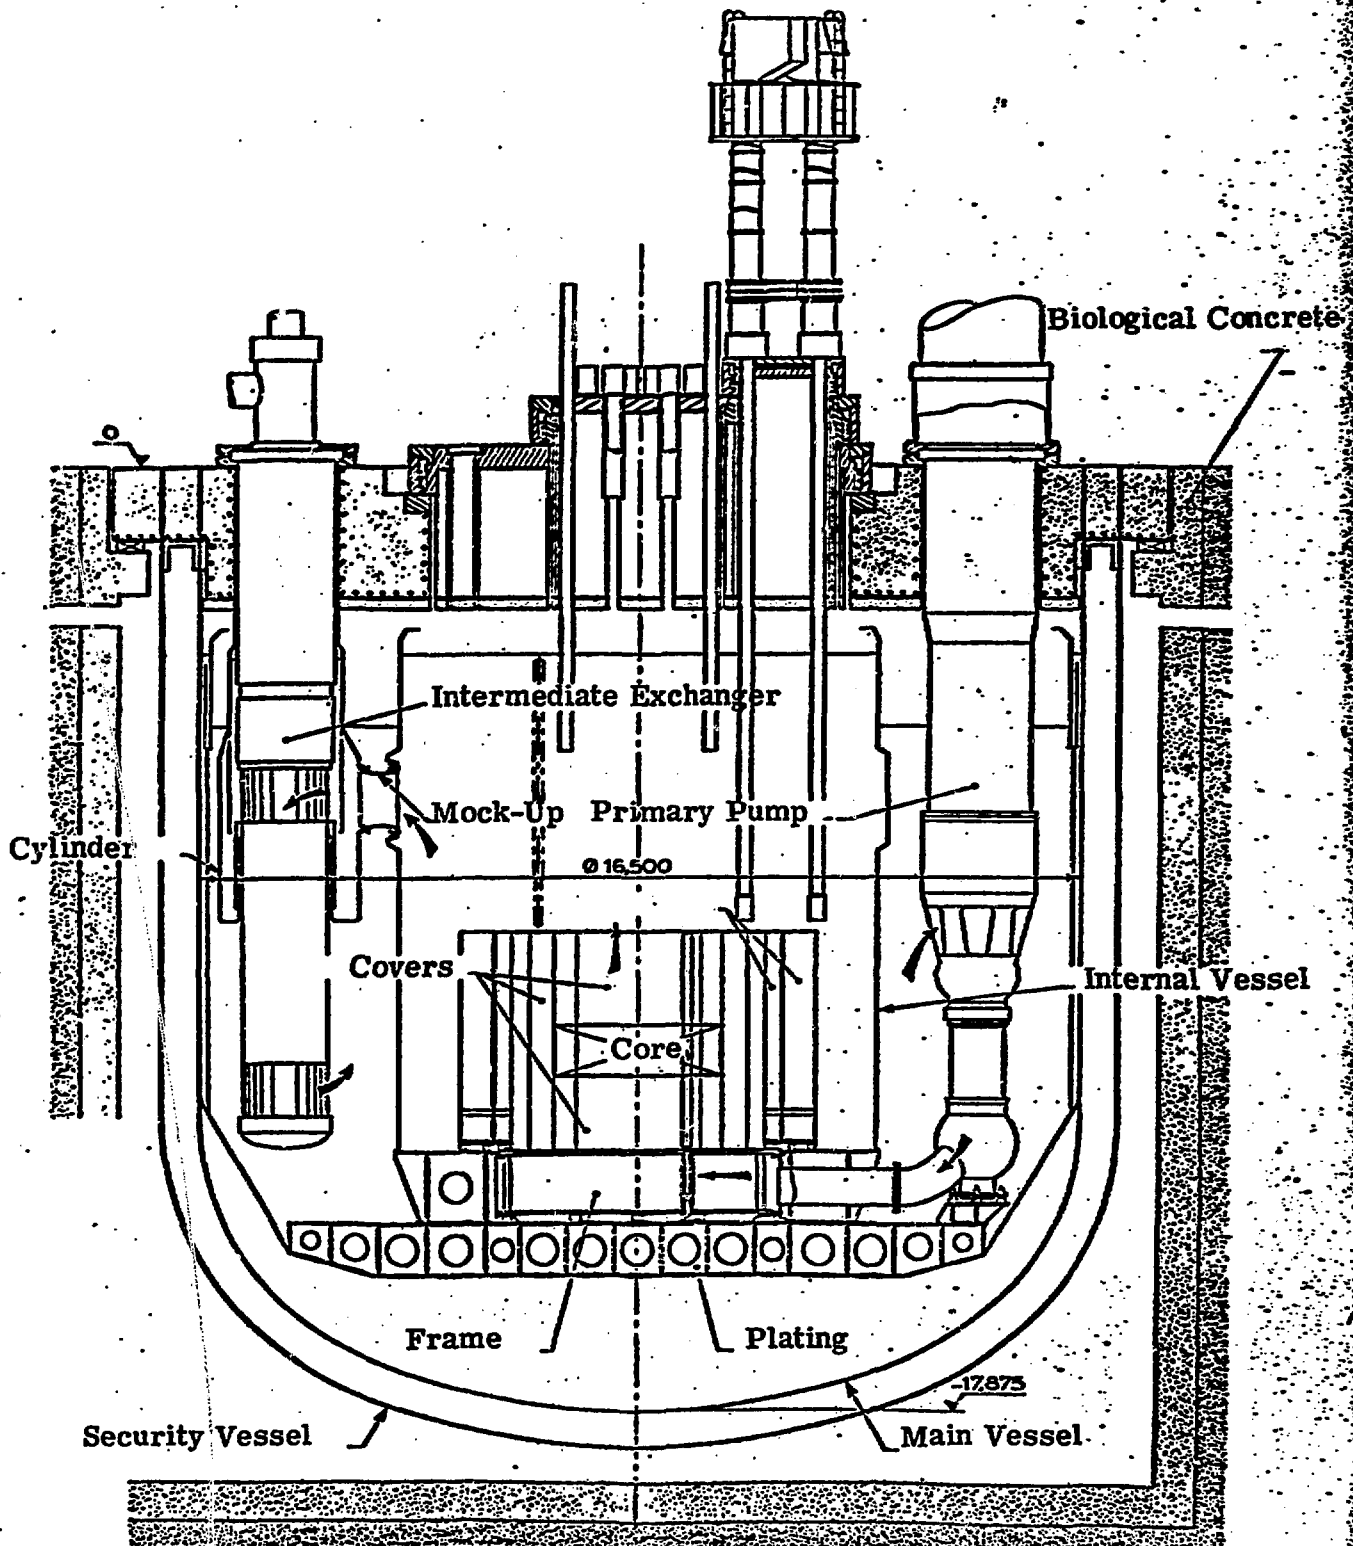 Biological Concrete
0
Intermediate Exchanger
Mock-Up Primary Pump
Cylinder
Ø 16,500
Covers
Internal Vessel
Core
Frame
Plating
-17,875
Security Vessel
Main Vessel